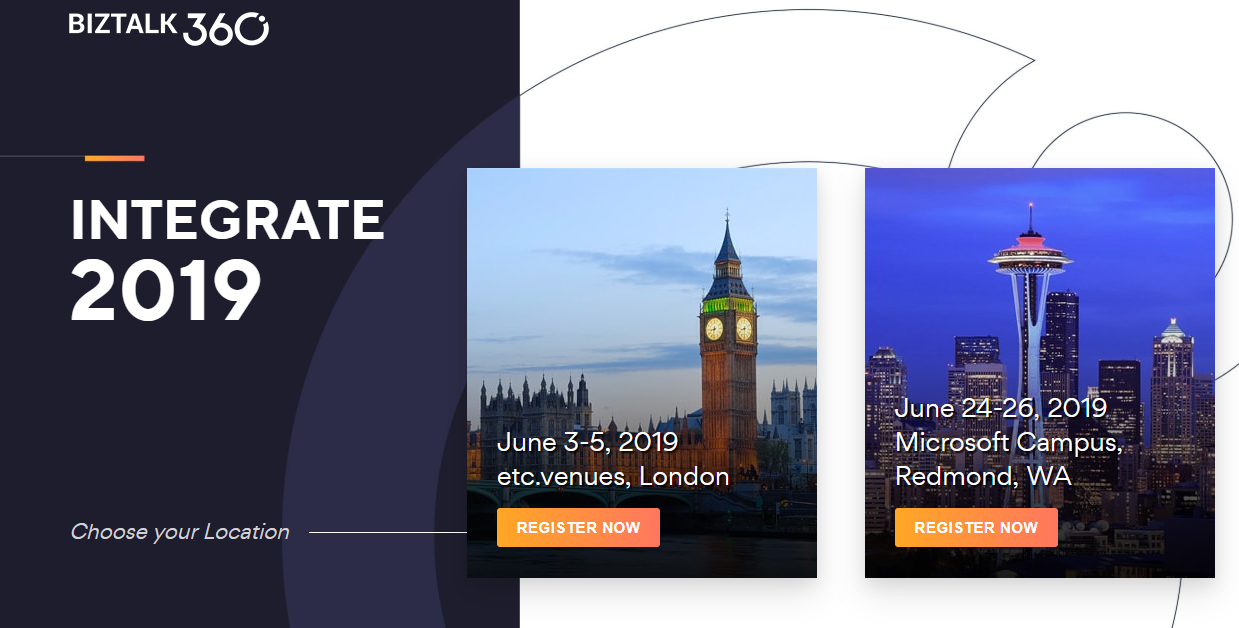 BIZTALK 360
INTEGRATE
2019
Choose your Location
June 3-5, 2019
etc.venues, London
REGISTER NOW
June 24-26, 2019
Microsoft Campus,
Redmond, WA
REGISTER NOW